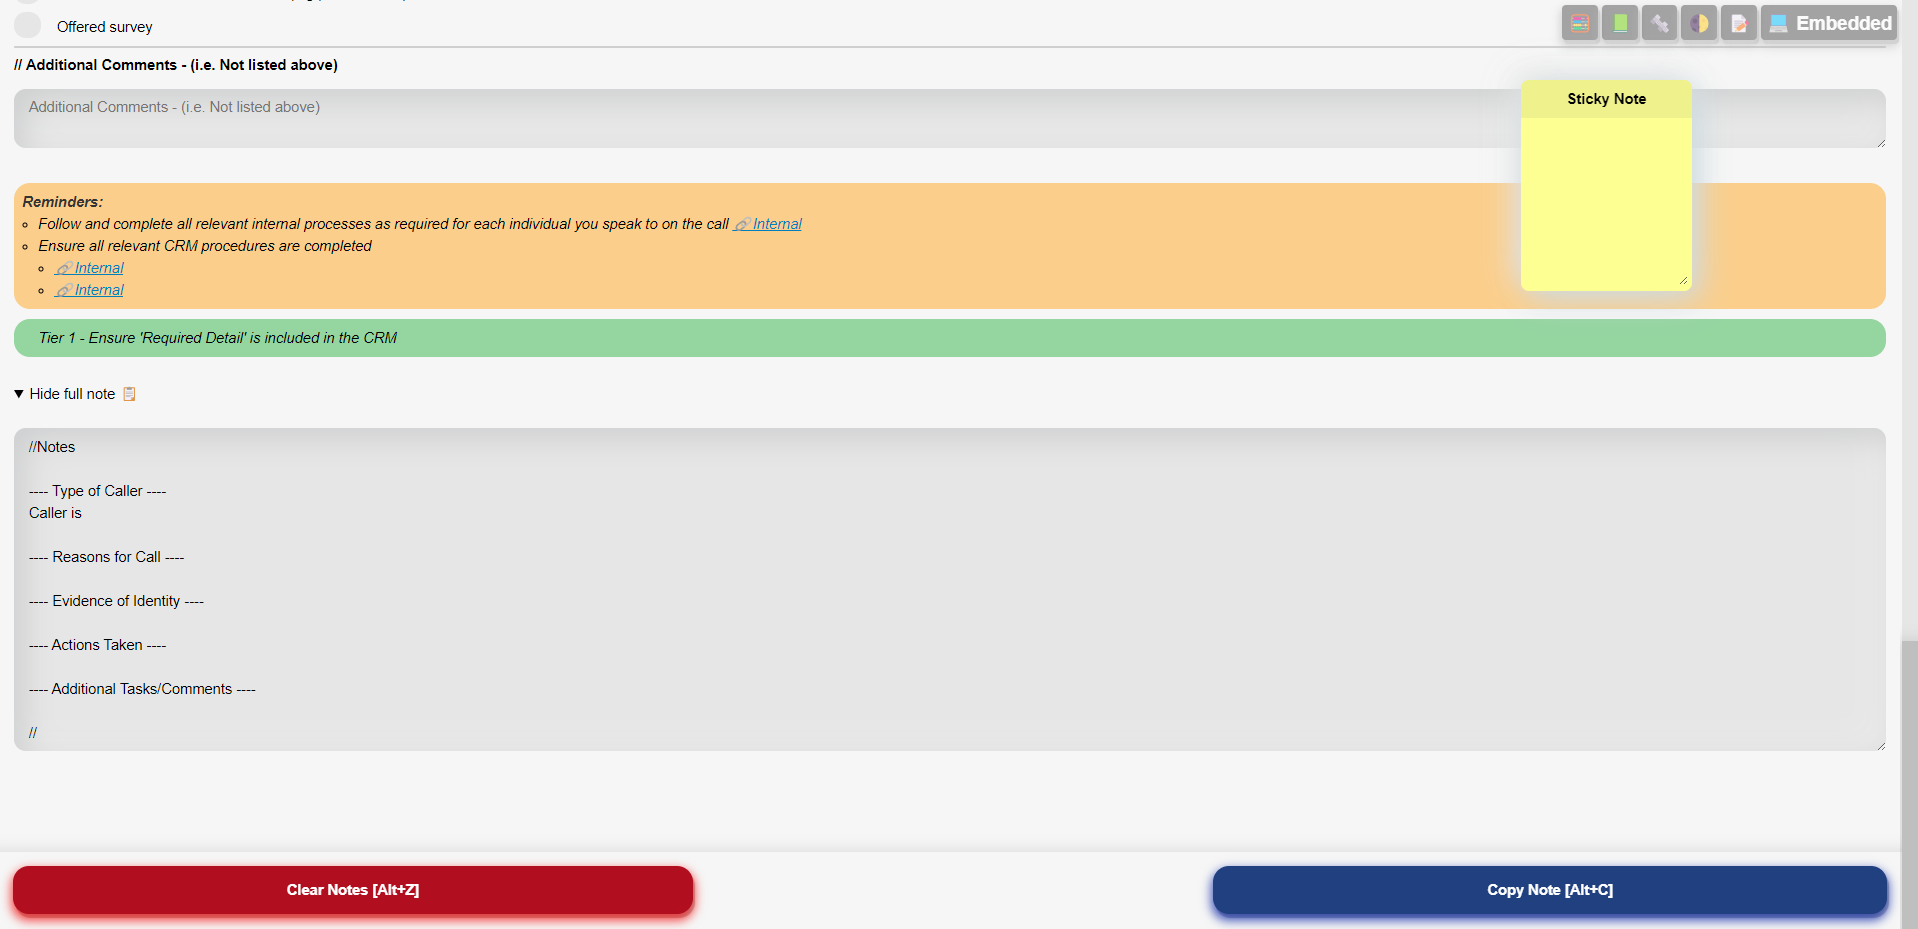 Offered survey
Embedded
// Additional Comments - (i.e. Not listed above)
Additional Comments - (i.e. Not listed above)
Sticky Note
Reminders:
Follow and complete all relevant internal processes as required for each individual you speak to on the call Internal
Ensure all relevant CRM procedures are completed
Internal
Internal
Tier 1 - Ensure 'Required Detail' is included in the CRM
Hide full note
//Notes
---- Type of Caller ----
Caller is
---- Reasons for Call ----
---- Evidence of Identity ----
---- Actions Taken ----
---- Additional Tasks/Comments ----
//
Clear Notes [Alt+Z]
Copy Note [Alt+C]